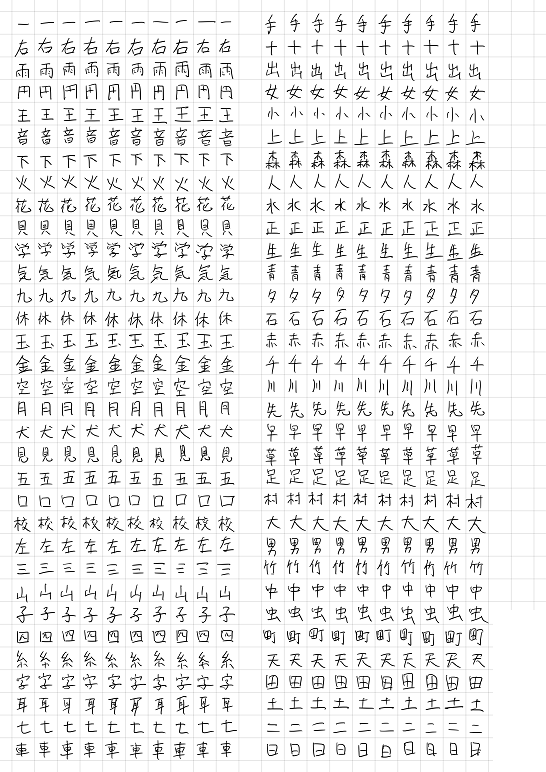 一一一一一一一一一一
右右右右右右右右右右
雨雨雨雨雨雨雨雨雨雨
円円円円円円円円円円
王王王王王王王王王王
音音音音音音音音音音
下下下下下下下下下下
火火火火火火火火火火
花花花花花花花花花花
貝貝貝貝貝貝貝貝貝貝
学学学学学学学学学学
気気気気気気気気気気
九九九九九九九九九九
休休休休休休休休休休
玉玉玉玉玉玉玉玉玉玉
金金金金金金金金金金
空空空空空空空空空空
月月月月月月月月月月
犬犬犬犬犬犬犬犬犬犬
見見見見見見見見見見
五五五五五五五五五五
口口口口口口口口口口
校校校校校校校校校校
左左左左左左左左左左
三三三三三三三三三三
山山山山山山山山山山
子子子子子子子子子子
四四四四四四四四四四
糸糸糸糸糸糸糸糸糸糸
字字字字字字字字字字
耳耳耳耳耳耳耳耳耳耳
七七七七七七七七七七
車車車車車車車車車車
手手手手手手手手手手
十十十十十十十十十十
出出出出出出出出出出
女女女女女女女女女女
小小小小小小小小小小
上上上上上上上上上上
森森森森森森森森森森
人人人人人人人人人人
水水水水水水水水水水
正正正正正正正正正正
生生生生生生生生生生
青青青青青青青青青青
夕夕夕夕夕夕夕夕夕夕
石石石石石石石石石石
赤赤赤赤赤赤赤赤赤赤
千千千千千千千千千千
川川川川川川川川川川
先先先先先先先先先先
早早早早早早早早早早
草草草草草草草草草草
足足足足足足足足足足
村村村村村村村村村村
大大大大大大大大大大
男男男男男男男男男男
竹竹竹竹竹竹竹竹竹竹
中中中中中中中中中中
虫虫虫虫虫虫虫虫虫虫
町町町町町町町町町町
天天天天天天天天天天
田田田田田田田田田田
土土土土土土土土土土
二二二二二二二二二二
日日日日日日日日日日